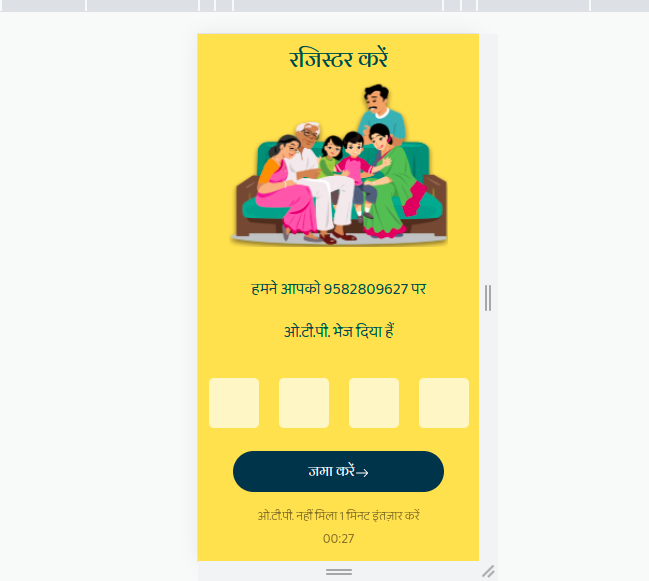 रजिस्टर करें
हमने आपको 9582809627 पर
ओ.टी.पी. भेज दिया हैं
जमा करें→
ओ.टी.पी. नहीं मिला 1 मिनट इंतज़ार करें
00:27